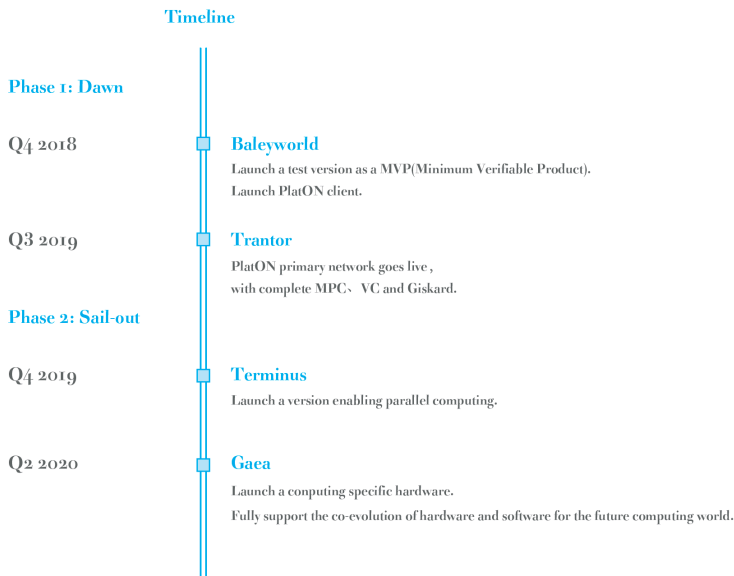 Timeline
Phase 1: Dawn
Q4 2018
Baleyworld
Launch a test version as a MVP(Minimum Verifiable Product).
Launch PlatON client.
Q3 2019
Trantor
PlatON primary network goes live ,
with complete MPC、VC and Giskard.
Phase 2: Sail-out
Q4 2019
Terminus
Launch a version enabling parallel computing.
Q2 2020
Gaea
Launch a conputing specific hardware.
Fully support the co-evolution of hardware and software for the future computing world.